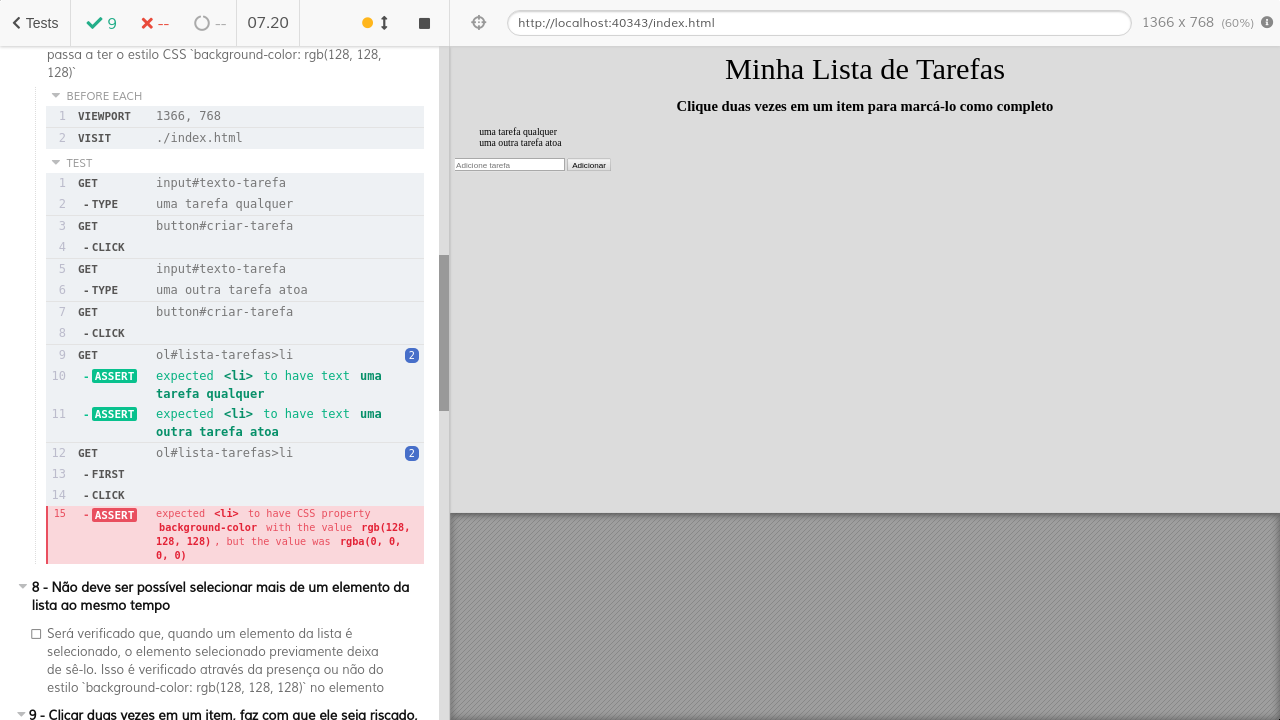 Tests
9
--
--
07.20
http://localhost:40343/index.html
1366 x 768 (60%)
passa a ter o estilo CSS `background-color: rgb(128, 128,
128)`
BEFORE EACH
1 VIEWPORT 1366, 768
2 VISIT ./index.html
TEST
1 GET input#texto-tarefa
2 -TYPE uma tarefa qualquer
3 GET button#criar-tarefa
4 -CLICK
5 GET input#texto-tarefa
6 -TYPE uma outra tarefa atoa
7 GET button#criar-tarefa
8 -CLICK
9 GET ol#lista-tarefas>li 2
10 -ASSERT expected <li> to have text uma
tarefa qualquer
11 -ASSERT expected <li> to have text uma
outra tarefa atoa
12 GET ol#lista-tarefas>li 2
13 -FIRST
14 -CLICK
15 -ASSERT expected <li> to have CSS property
background-color with the value rgb(128,
128, 128), but the value was rgba(0, 0,
0, 0)
8 - Não deve ser possível selecionar mais de um elemento da
lista ao mesmo tempo
Será verificado que, quando um elemento da lista é
selecionado, o elemento selecionado previamente deixa
de sê-lo. Isso é verificado através da presença ou não do
estilo `background-color: rgb(128, 128, 128)` no elemento
9 - Clicar duas vezes em um item, faz com que ele seja riscado,
Minha Lista de Tarefas
Clique duas vezes em um item para marcá-lo como completo
uma tarefa qualquer
uma outra tarefa atoa
Adicione tarefa
Adicionar